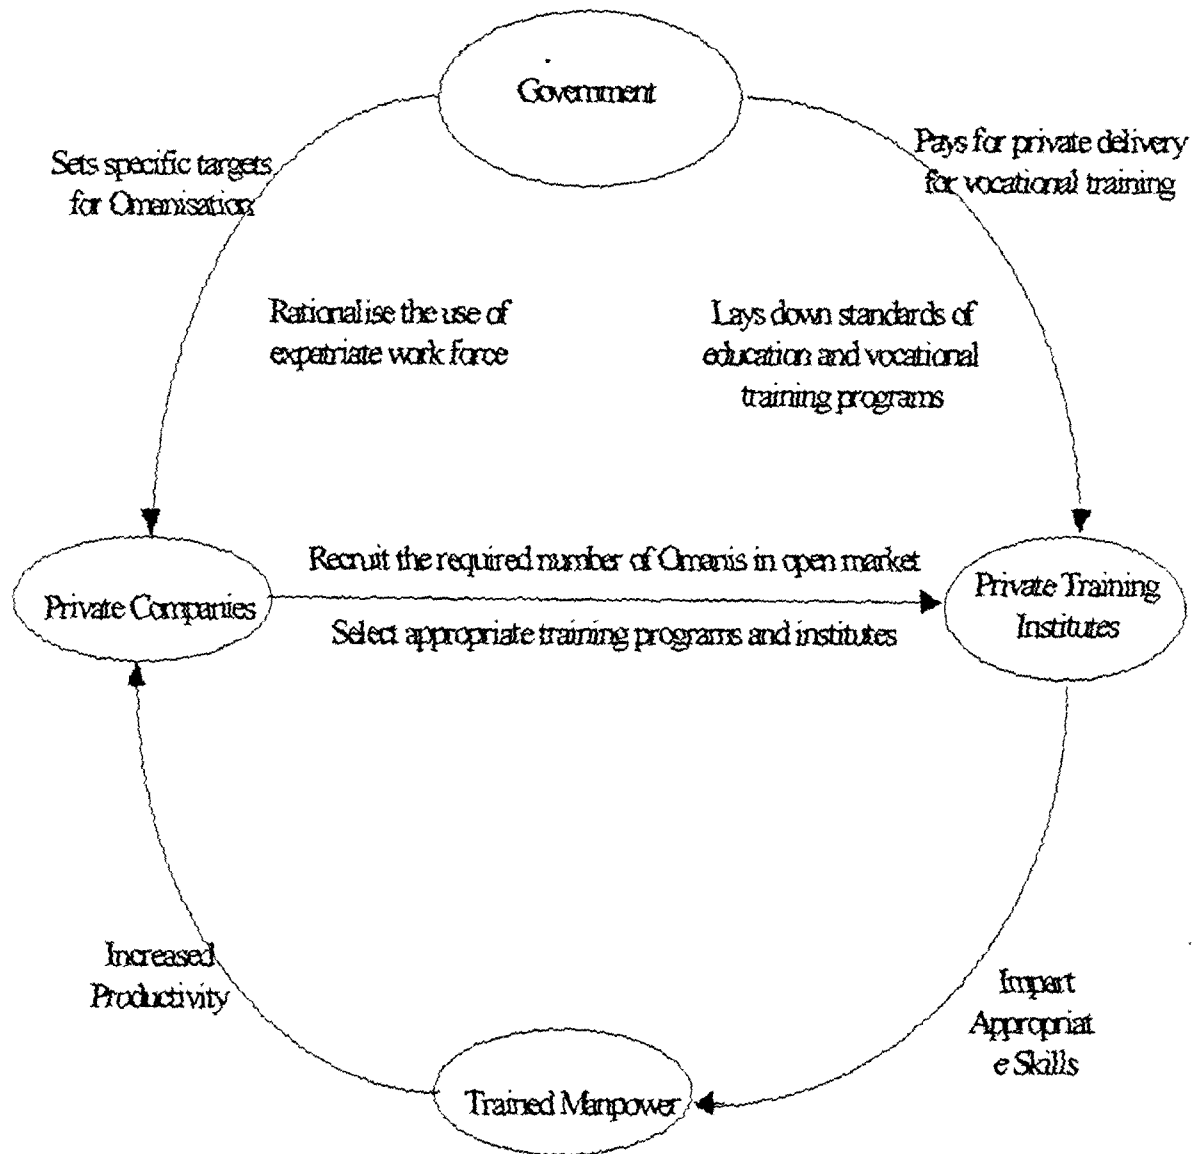 Government
Sets specific targets
for Omanisation
Pays for private delivery
for vocational training
Rationalise the use of
expatriate work force
Lays down standards of
education and vocational
training programs
Recruit the required number of Omanis in open market
Private Companies
Private Training
Institutes
Select appropriate training programs and institutes
Increased
Productivity
Impart
Appropriat
e Skills
Trained Manpower